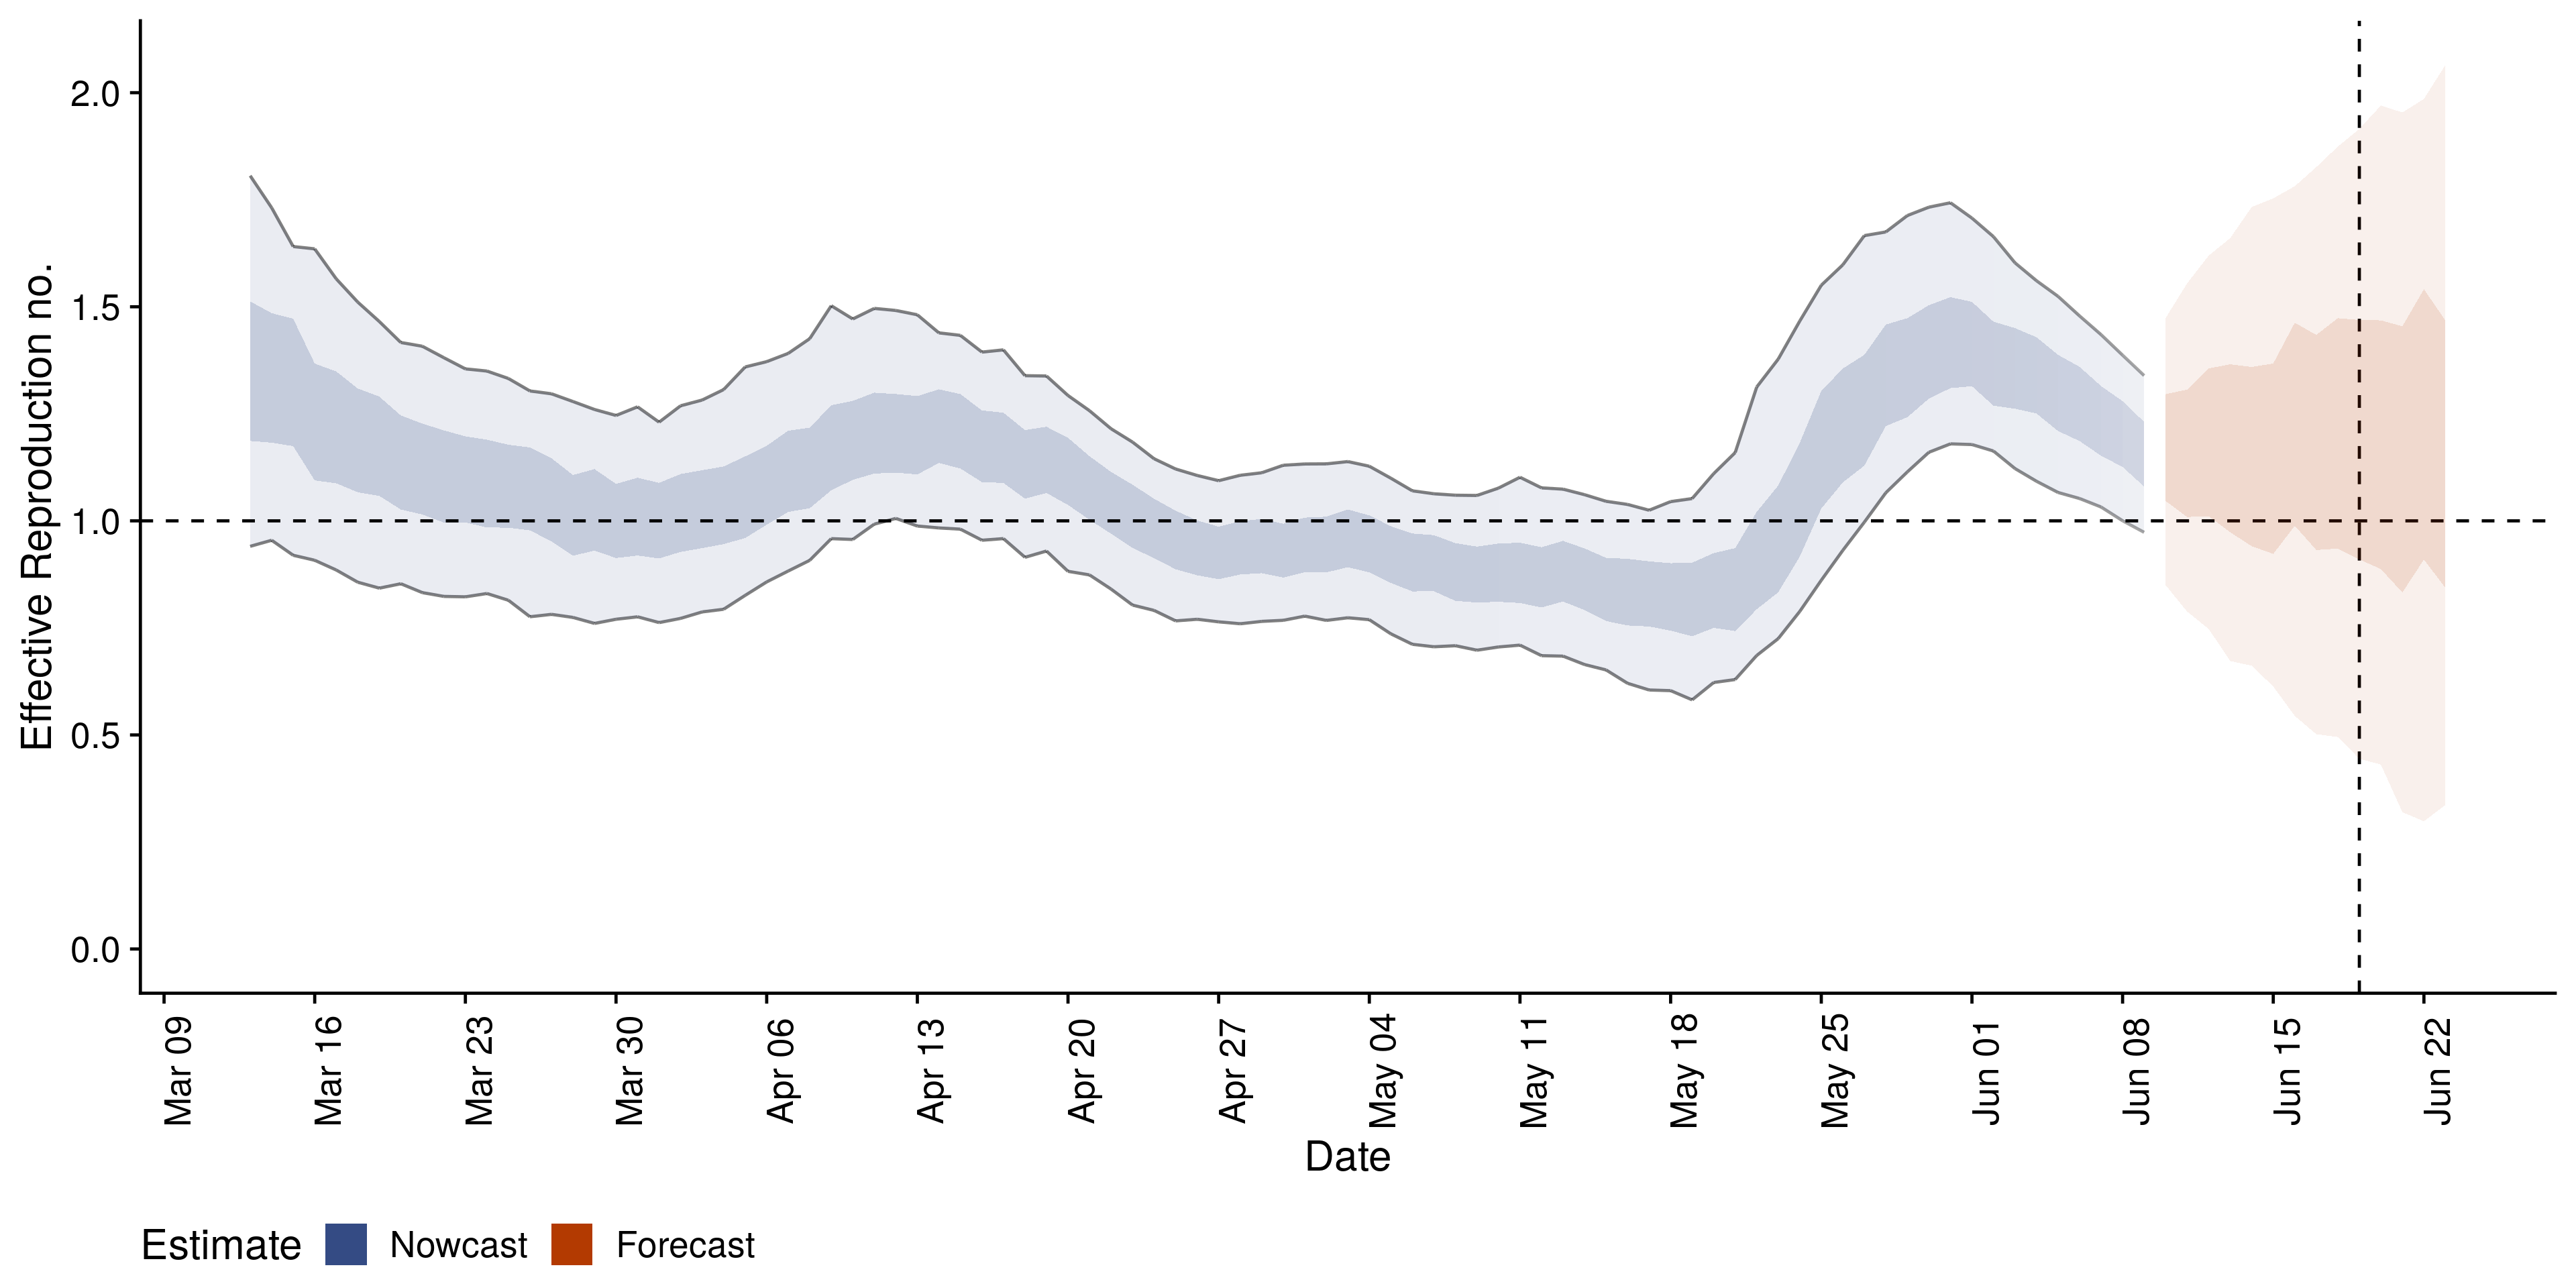 Effective Reproduction no.
2.0
1.5
1.0
0.5
0.0
Mar 09
Mar 16
Mar 23
Mar 30
Apr 06
Apr 13
Apr 20
Apr 27
May 04
May 11
May 18
May 25
Jun 01
Jun 08
Jun 15
Jun 22
Date
Estimate Nowcast Forecast